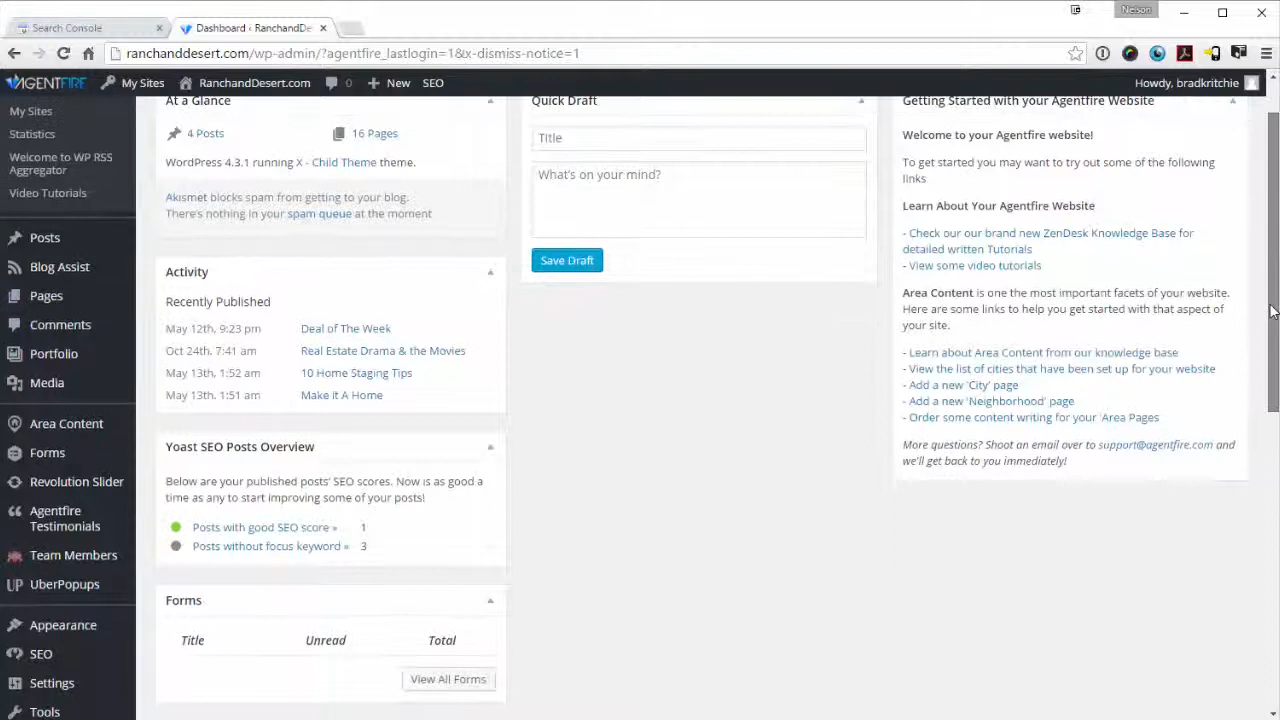 Nelson
Search Console
Dashboard ‹ RanchandDe
ranchanddesert.com/wp-admin/?agentfire_lastlogin=1&x-dismiss-notice=1
AGENTFIRE
My Sites
RanchandDesert.com
0
New
SEO
Howdy, bradkritchie
My Sites
Statistics
Welcome to WP RSS
Aggregator
Video Tutorials
Posts
Blog Assist
Pages
Comments
Portfolio
Media
Area Content
Forms
Revolution Slider
Agentfire
Testimonials
Team Members
UberPopups
Appearance
SEO
Settings
Tools
At a Glance
4 Posts
16 Pages
WordPress 4.3.1 running X - Child Theme theme.
Akismet blocks spam from getting to your blog.
There's nothing in your spam queue at the moment
Activity
Recently Published
May 12th, 9:23 pm Deal of The Week
Oct 24th, 7:41 am Real Estate Drama & the Movies
May 13th, 1:52 am 10 Home Staging Tips
May 13th, 1:51 am Make it A Home
Yoast SEO Posts Overview
Below are your published posts' SEO scores. Now is as good a
time as any to start improving some of your posts!
Posts with good SEO score » 1
Posts without focus keyword » 3
Forms
Title Unread Total
View All Forms
Quick Draft
Title
What's on your mind?
Save Draft
Getting Started with your Agentfire Website
Welcome to your Agentfire website!
To get started you may want to try out some of the following
links
Learn About Your Agentfire Website
- Check our our brand new ZenDesk Knowledge Base for
detailed written Tutorials
- View some video tutorials
Area Content is one the most important facets of your website.
Here are some links to help you get started with that aspect of
your site.
- Learn about Area Content from our knowledge base
- View the list of cities that have been set up for your website
- Add a new 'City' page
- Add a new 'Neighborhood' page
- Order some content writing for your 'Area Pages
More questions? Shoot an email over to support@agentfire.com and
we'll get back to you immediately!